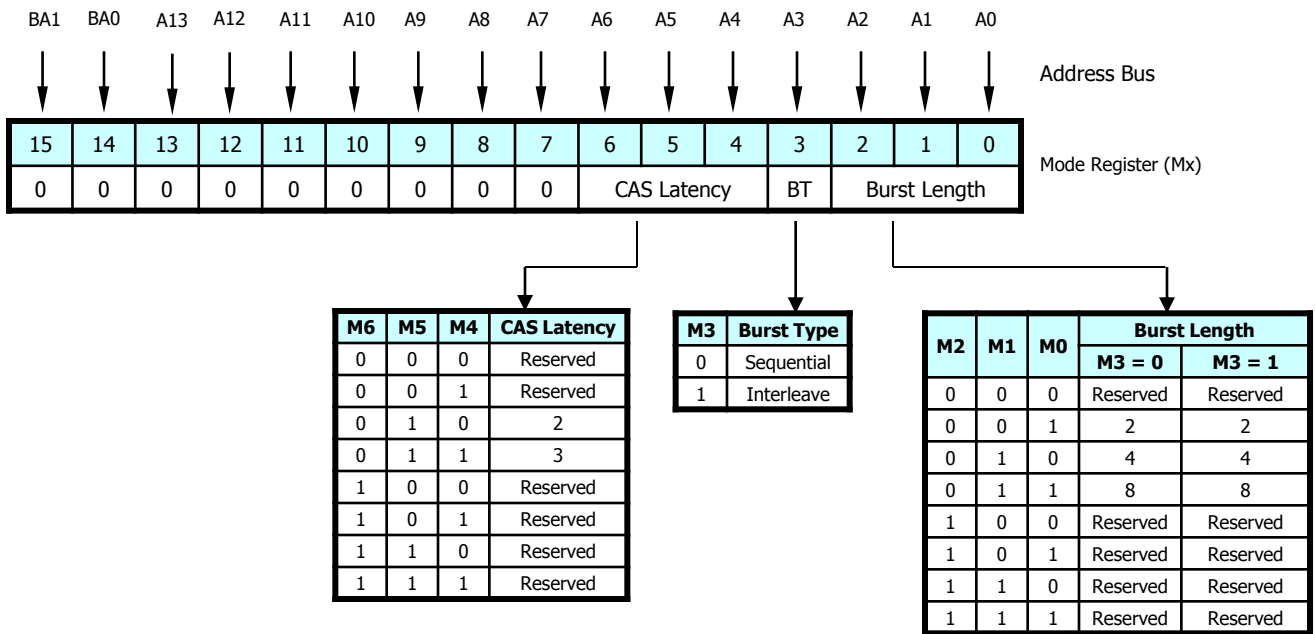 BA1 BA0 A13 A12 A11 A10 A9 A8 A7 A6 A5 A4 A3 A2 A1 A0
Address Bus
15 14 13 12 11 10 9 8 7 6 5 4 3 2 1 0
0 0 0 0 0 0 0 0 0 CAS Latency BT Burst Length
Mode Register (Mx)
M6 M5 M4 CAS Latency
0 0 0 Reserved
0 0 1 Reserved
0 1 0 2
0 1 1 3
1 0 0 Reserved
1 0 1 Reserved
1 1 0 Reserved
1 1 1 Reserved
M3 Burst Type
0 Sequential
1 Interleave
M2 M1 M0 Burst Length
M3 = 0 M3 = 1
0 0 0 Reserved Reserved
0 0 1 2 2
0 1 0 4 4
0 1 1 8 8
1 0 0 Reserved Reserved
1 0 1 Reserved Reserved
1 1 0 Reserved Reserved
1 1 1 Reserved Reserved